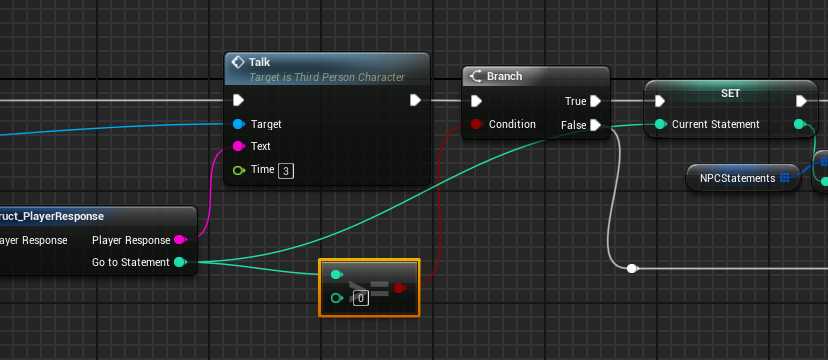 Talk
Target is Third Person Character
Target
Text
Time 3
Branch
True
Condition
False
SET
Current Statement
NPCStatements
uct_PlayerResponse
ayer Response Player Response
Go to Statement
>=
0